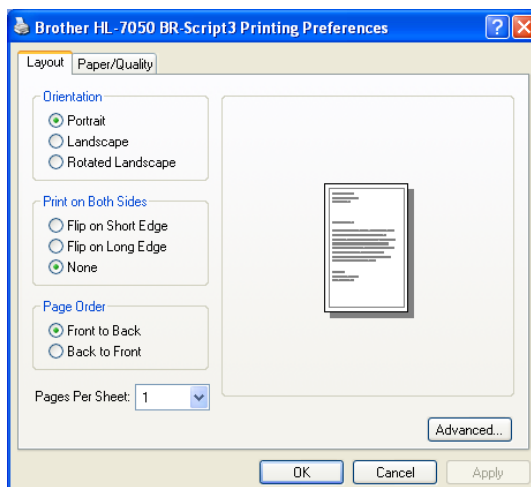 Brother HL-7050 BR-Script3 Printing Preferences
Layout Paper/Quality
Orientation
Portrait
Landscape
Rotated Landscape
Print on Both Sides
Flip on Short Edge
Flip on Long Edge
None
Page Order
Front to Back
Back to Front
Pages Per Sheet: 1
Advanced...
OK Cancel Apply